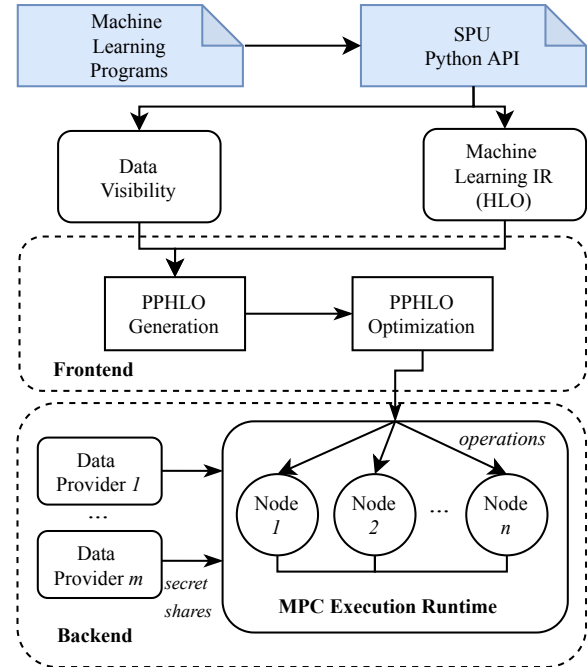 Machine
Learning
Programs
SPU
Python API
Data
Visibility
Machine
Learning IR
(HLO)
PPHLO
Generation
PPHLO
Optimization
Frontend
operations
Data
Provider 1
...
Data
Provider m
secret
shares
Node
1
Node
2
...
Node
n
MPC Execution Runtime
Backend